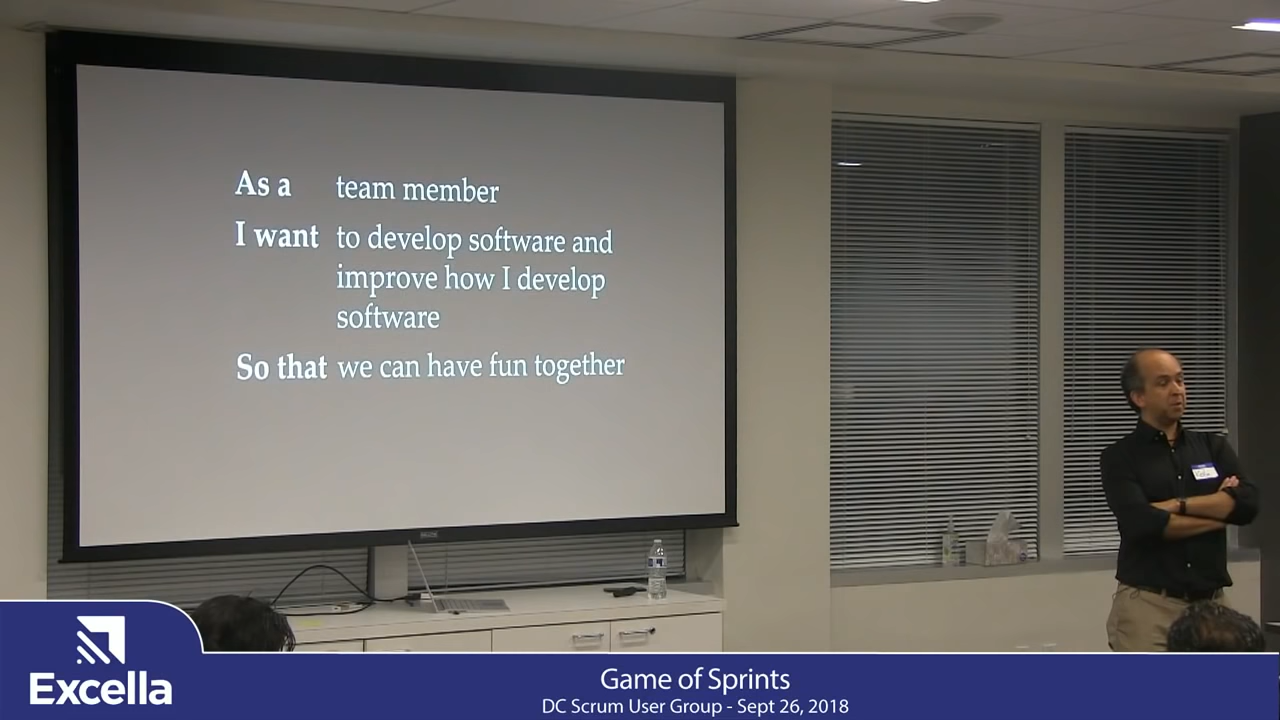 As a team member
I want to develop software and
improve how I develop
software
So that we can have fun together
Excella
Game of Sprints
DC Scrum User Group - Sept 26, 2018